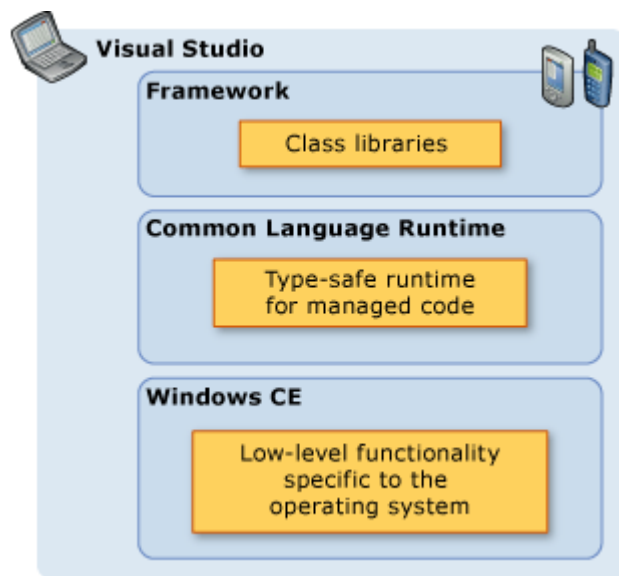 Visual Studio
Framework
Class libraries
Common Language Runtime
Type-safe runtime
for managed code
Windows CE
Low-level functionality
specific to the
operating system